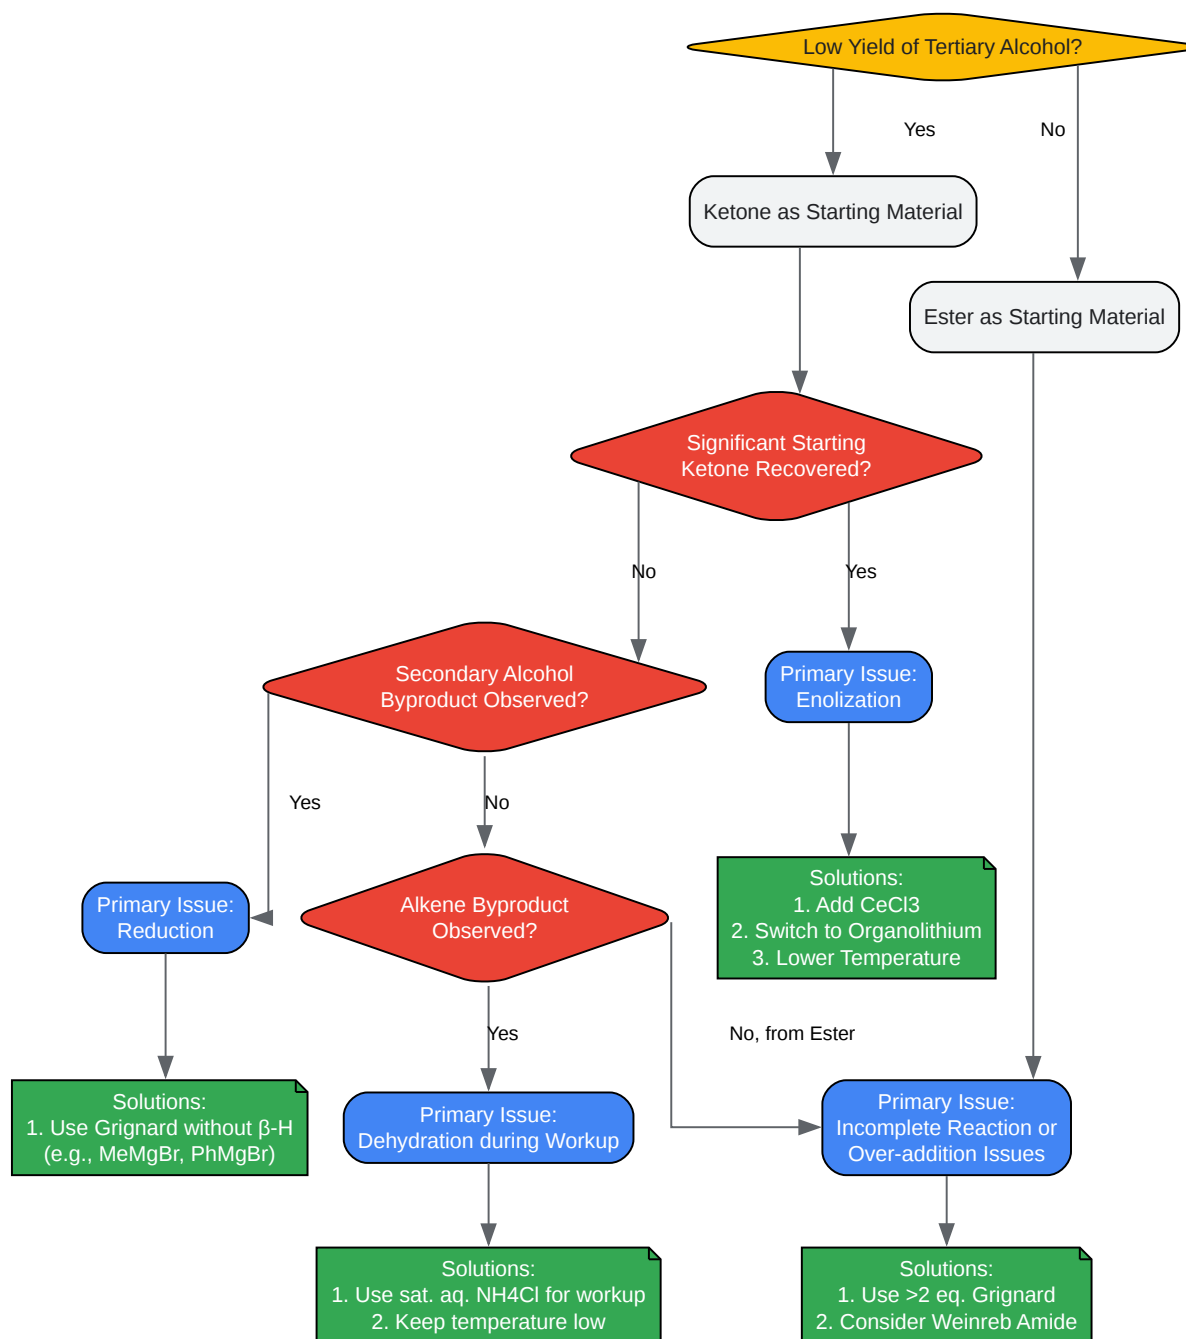 Low Yield of Tertiary Alcohol?
Yes
No
Ketone as Starting Material
Ester as Starting Material
Significant Starting
Ketone Recovered?
No
Yes
Secondary Alcohol
Byproduct Observed?
Primary Issue:
Enolization
Yes
No
Primary Issue:
Reduction
Alkene Byproduct
Observed?
Solutions:
1. Add CeCl3
2. Switch to Organolithium
3. Lower Temperature
Yes
No, from Ester
Solutions:
1. Use Grignard without β-H
(e.g., MeMgBr, PhMgBr)
Primary Issue:
Dehydration during Workup
Primary Issue:
Incomplete Reaction or
Over-addition Issues
Solutions:
1. Use sat. aq. NH4Cl for workup
2. Keep temperature low
Solutions:
1. Use >2 eq. Grignard
2. Consider Weinreb Amide